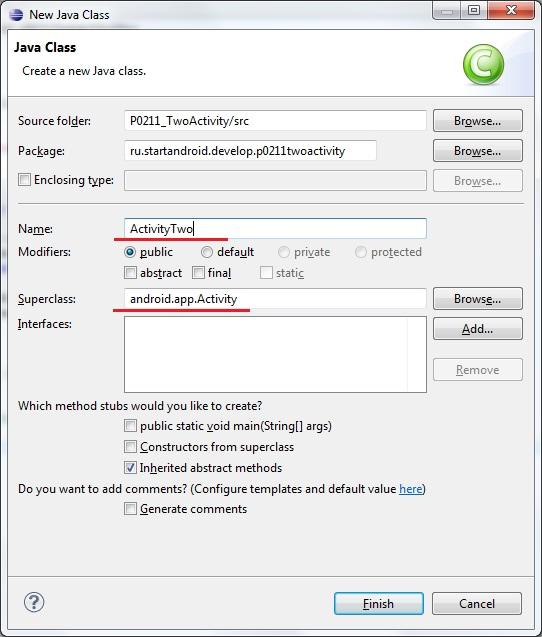 New Java Class
Java Class
Create a new Java class.
C
Source folder: P0211_TwoActivity/src Browse...
Package: ru.startandroid.develop.p0211twoactivity Browse...
Enclosing type: Browse...
Name: ActivityTwo
Modifiers: public default private protected
abstract final static
Superclass: android.app.Activity Browse...
Interfaces: Add...
Remove
Which method stubs would you like to create?
public static void main(String[] args)
Constructors from superclass
Inherited abstract methods
Do you want to add comments? (Configure templates and default value here)
Generate comments
? Finish Cancel